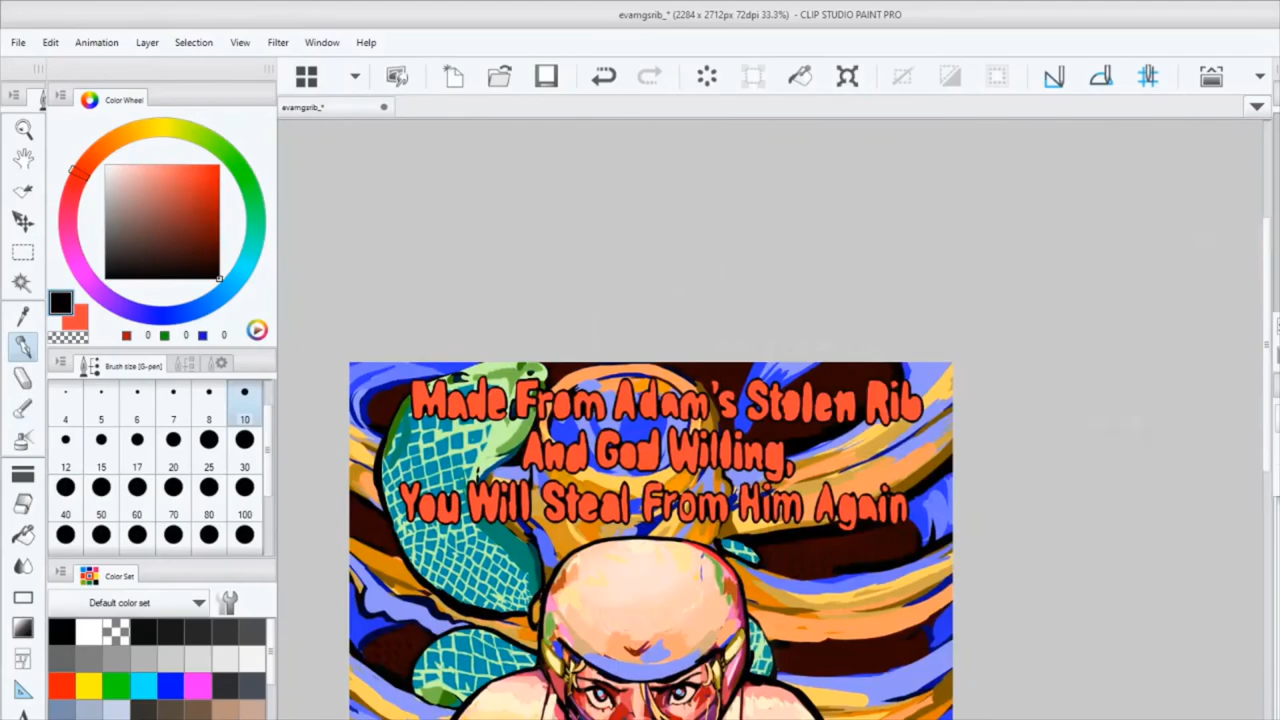 evamgsrib_* (2284 x 2712px 72dpi 33.3%) - CLIP STUDIO PAINT PRO
File Edit Animation Layer Selection View Filter Window Help
Color Wheel
evamgsrib_*
0 0 0
Brush size [G-pen]
4 5 6 7 8 10
12 15 17 20 25 30
40 50 60 70 80 100
Color Set
Default color set
Made From Adam's Stolen Rib
And God Willing,
You Will Steal From Him Again